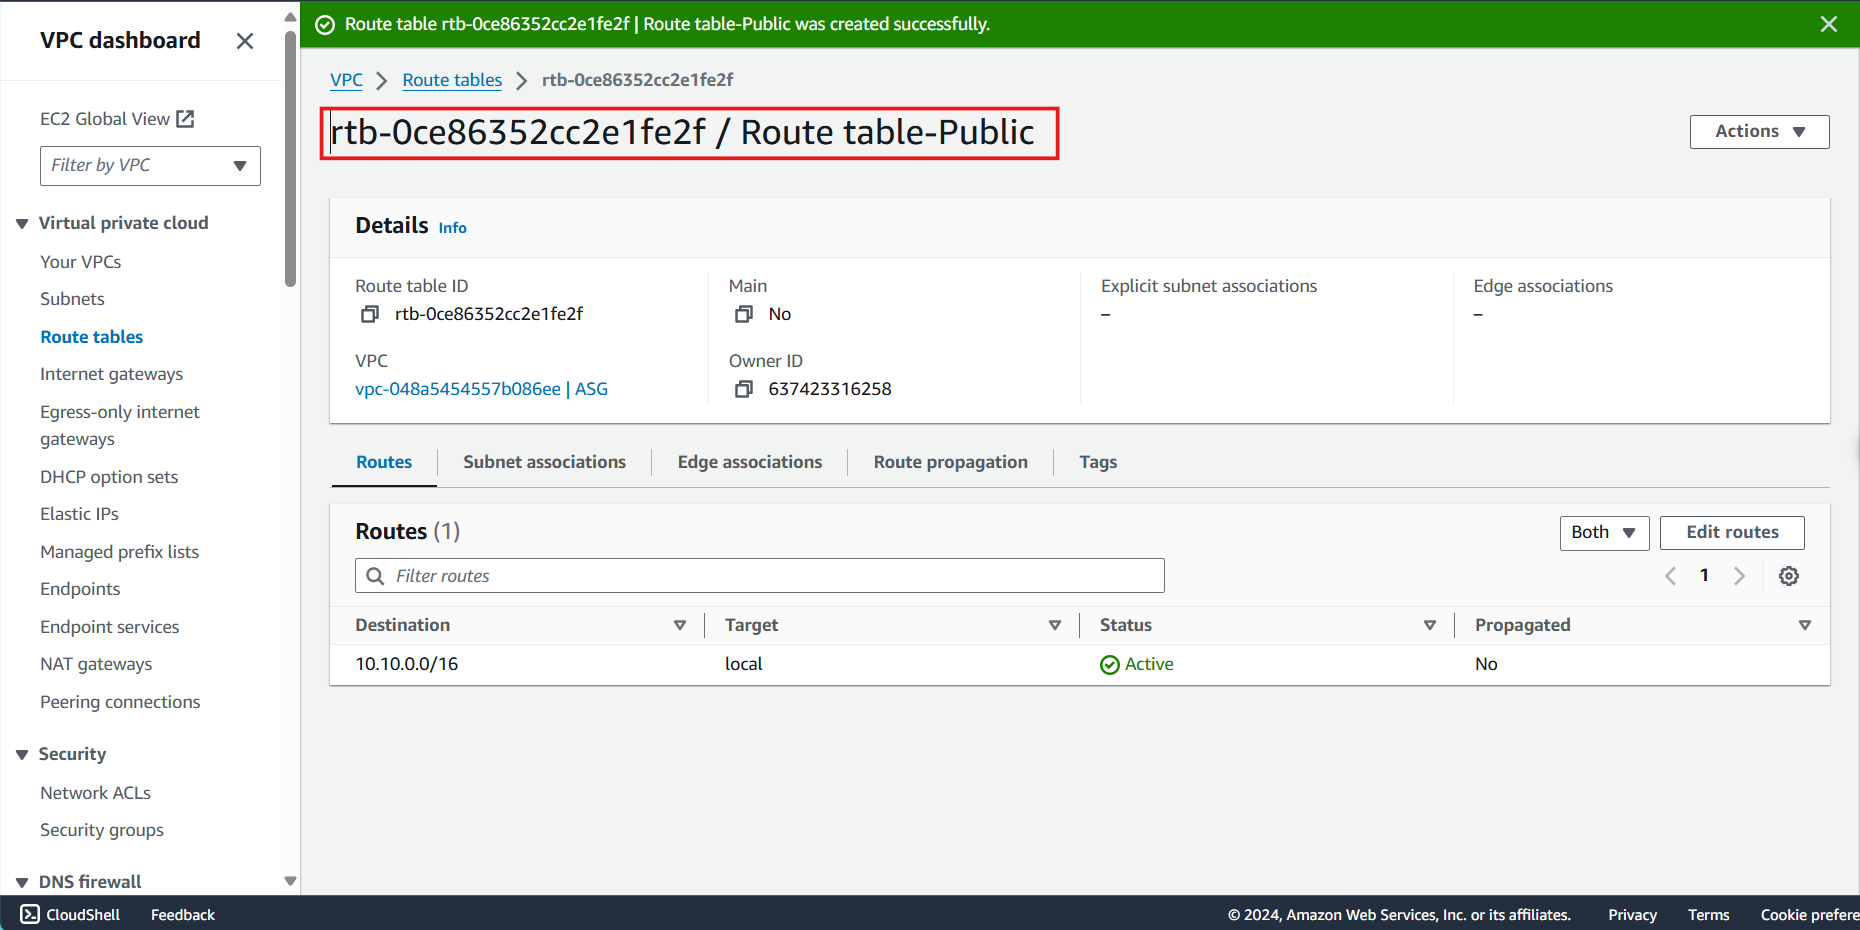 Route table rtb-0ce86352cc2e1fe2f | Route table-Public was created successfully.
VPC dashboard
EC2 Global View
Filter by VPC
Virtual private cloud
Your VPCs
Subnets
Route tables
Internet gateways
Egress-only internet
gateways
DHCP option sets
Elastic IPs
Managed prefix lists
Endpoints
Endpoint services
NAT gateways
Peering connections
Security
Network ACLs
Security groups
DNS firewall
VPC Route tables rtb-0ce86352cc2e1fe2f
rtb-0ce86352cc2e1fe2f / Route table-Public
Actions
Details Info
Route table ID
rtb-0ce86352cc2e1fe2f
Main
No
Explicit subnet associations
–
Edge associations
–
VPC
vpc-048a5454557b086ee | ASG
Owner ID
637423316258
Routes Subnet associations Edge associations Route propagation Tags
Routes (1)
Both
Edit routes
Filter routes
1
Destination Target Status Propagated
10.10.0.0/16 local Active No
CloudShell Feedback © 2024, Amazon Web Services, Inc. or its affiliates. Privacy Terms Cookie prefere